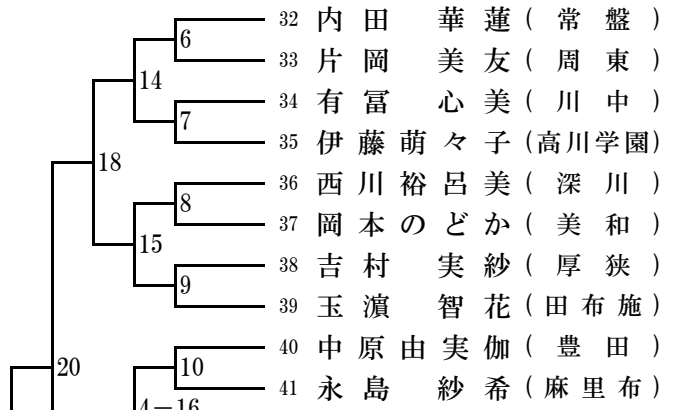 32 内田 華蓮 (常盤)
6
33 片岡 美友 (周東)
14
34 有冨 心美 (川中)
7
35 伊藤萌々子 (高川学園)
18
36 西川裕呂美 (深川)
8
37 岡本のどか (美和)
15
38 吉村 実紗 (厚狭)
9
39 玉濵 智花 (田布施)
40 中原由実伽 (豊田)
20
10
41 永島 紗希 (麻里布)
4-16